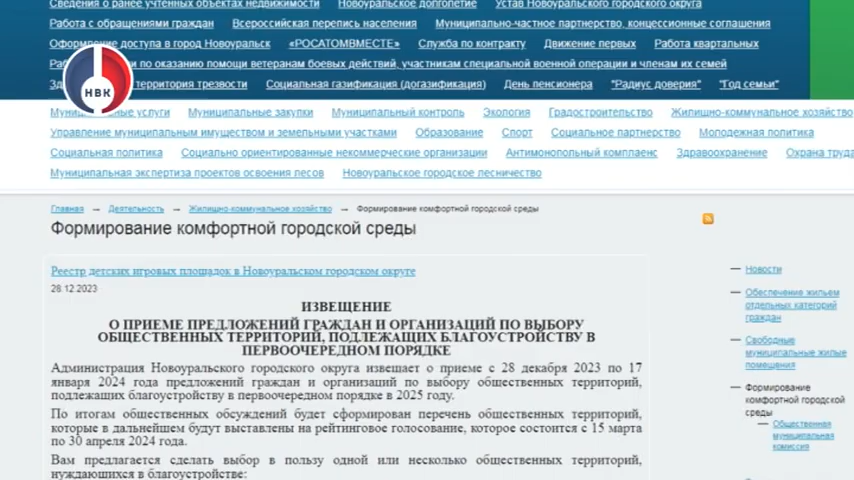 Сведения о ранее учтенных объектах недвижимости Новоуральское долголетие Устав Новоуральского городского округа
Работа с обращениями граждан Всероссийская перепись населения Муниципально-частное партнерство, концессионные соглашения
Оформление доступа в город Новоуральск «РОСАТОМВМЕСТЕ» Служба по контракту Движение первых Работа квартальных
по оказанию помощи ветеранам боевых действий, участникам специальной военной операции и членам их семей
территория трезвости Социальная газификация (догазификация) День пенсионера "Радиус доверия" "Год семьи"
НВК
Муниципальные услуги Муниципальные закупки Муниципальный контроль Экология Градостроительство Жилищно-коммунальное хозяйство
Управление муниципальным имуществом и земельными участками Образование Спорт Социальное партнерство Молодежная политика
Социальная политика Социально ориентированные некоммерческие организации Антимонопольный комплаенс Здравоохранение Охрана труда
Муниципальная экспертиза проектов освоения лесов Новоуральское городское лесничество
Главная → Деятельность → Жилищно-коммунальное хозяйство → Формирование комфортной городской среды
Формирование комфортной городской среды
Реестр детских игровых площадок в Новоуральском городском округе
28.12.2023
ИЗВЕЩЕНИЕ
О ПРИЕМЕ ПРЕДЛОЖЕНИЙ ГРАЖДАН И ОРГАНИЗАЦИЙ ПО ВЫБОРУ
ОБЩЕСТВЕННЫХ ТЕРРИТОРИЙ, ПОДЛЕЖАЩИХ БЛАГОУСТРОЙСТВУ В
ПЕРВООЧЕРЕДНОМ ПОРЯДКЕ
Администрация Новоуральского городского округа извещает о приеме с 28 декабря 2023 по 17
января 2024 года предложений граждан и организаций по выбору общественных территорий,
подлежащих благоустройству в первоочередном порядке в 2025 году.
По итогам общественных обсуждений будет сформирован перечень общественных территорий,
которые в дальнейшем будут выставлены на рейтинговое голосование, которое состоится с 15 марта
по 30 апреля 2024 года.
Вам предлагается сделать выбор в пользу одной или несколько общественных территорий,
нуждающихся в благоустройстве:
— Новости
— Обеспечение жильем
отдельных категорий
граждан
— Свободные
муниципальные жилые
помещения
— Формирование
комфортной городской
среды
— Общественная
муниципальная
комиссия